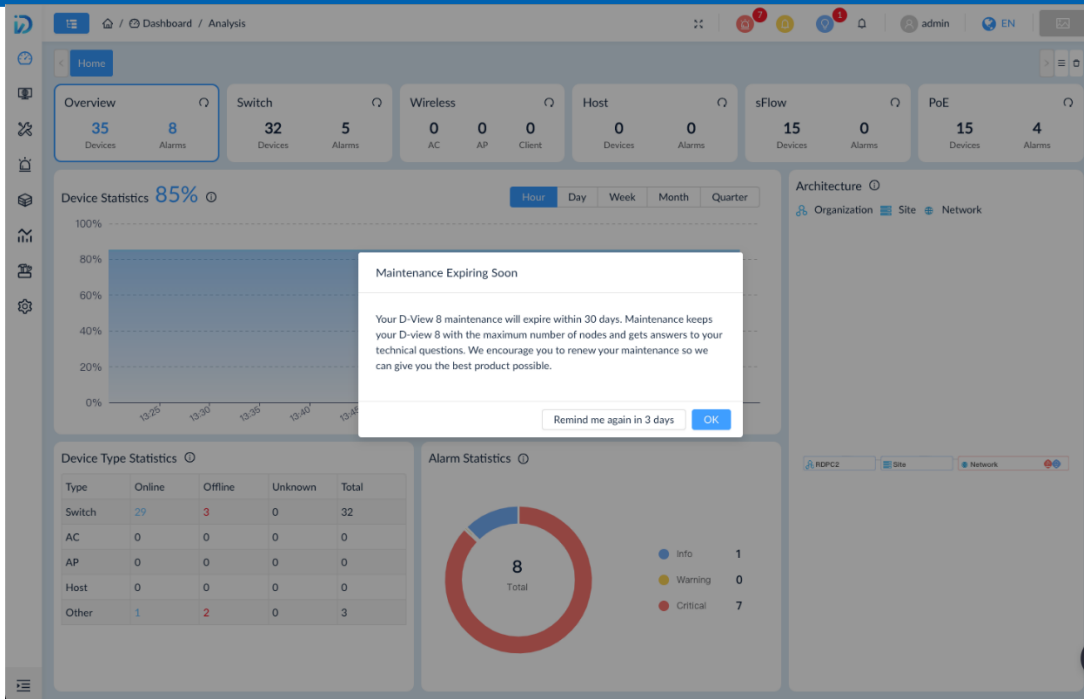 / Dashboard / Analysis
7
1
admin
EN
Home
Overview
35 8
Devices Alarms
Switch
32 5
Devices Alarms
Wireless
0 0 0
AC AP Client
Host
0 0
Devices Alarms
sFlow
15 0
Devices Alarms
PoE
15 4
Devices Alarms
Device Statistics 85%
Hour Day Week Month Quarter
100%
80%
60%
40%
20%
0%
13:25' 13:30' 13:35' 13:40' 13:45
Architecture
Organization Site Network
RDPC2 Site Network
Maintenance Expiring Soon
Your D-View 8 maintenance will expire within 30 days. Maintenance keeps
your D-view 8 with the maximum number of nodes and gets answers to your
technical questions. We encourage you to renew your maintenance so we
can give you the best product possible.
Remind me again in 3 days OK
Device Type Statistics
Type Online Offline Unknown Total
Switch 29 3 0 32
AC 0 0 0 0
AP 0 0 0 0
Host 0 0 0 0
Other 1 2 0 3
Alarm Statistics
8
Total
Info 1
Warning 0
Critical 7